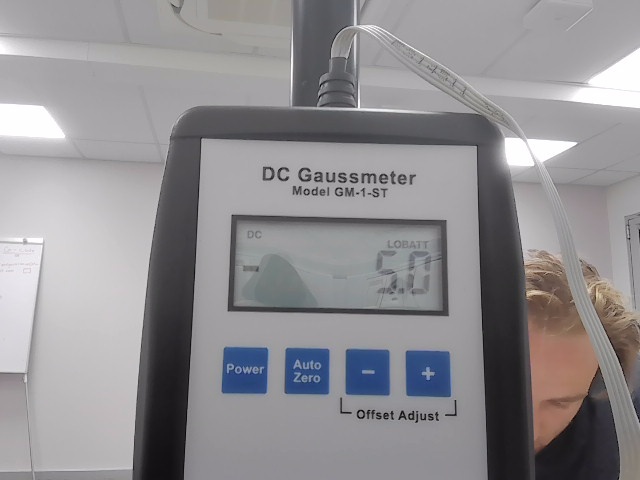 DC Gaussmeter
Model GM-1-ST
DC
LOBATT
- 5.0
Power
Auto
Zero
-
+
Offset Adjust